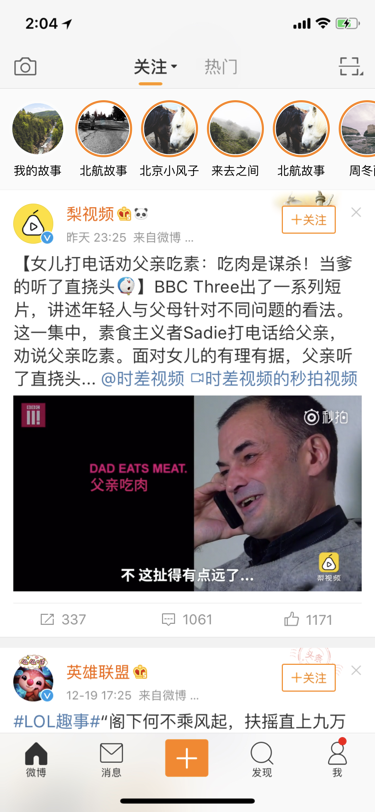 2:04
关注
热门
我的故事
北航故事
北京小风子
来去之间
北航故事
周冬
梨视频
昨天 23:25 来自微博 ...
＋关注
【女儿打电话劝父亲吃素：吃肉是谋杀！当爹
的听了直挠头】BBC Three出了一系列短
片，讲述年轻人与父母针对不同问题的看法。
这一集中，素食主义者Sadie打电话给父亲，
劝说父亲吃素。面对女儿的有理有据，父亲听
了直挠头... @时差视频 时差视频的秒拍视频
BBC
秒拍
DAD EATS MEAT.
父亲吃肉
不 这扯得有点远了...
梨视频
337
1061
1171
英雄联盟
12-19 17:25 来自微博 ...
＋关注
#LOL趣事#“阁下何不乘风起，扶摇直上九万
微博
消息
发现
我